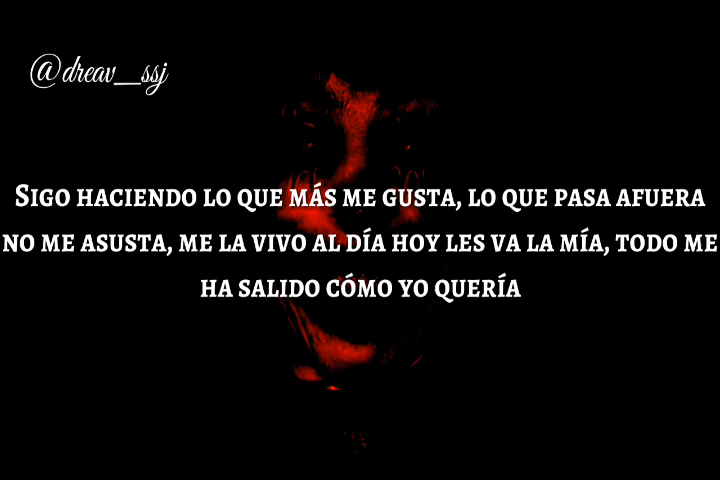 @dreav__ssj
Sigo haciendo lo que más me gusta, lo que pasa afuera
no me asusta, me la vivo al día hoy les va la mía, todo me
ha salido cómo yo quería